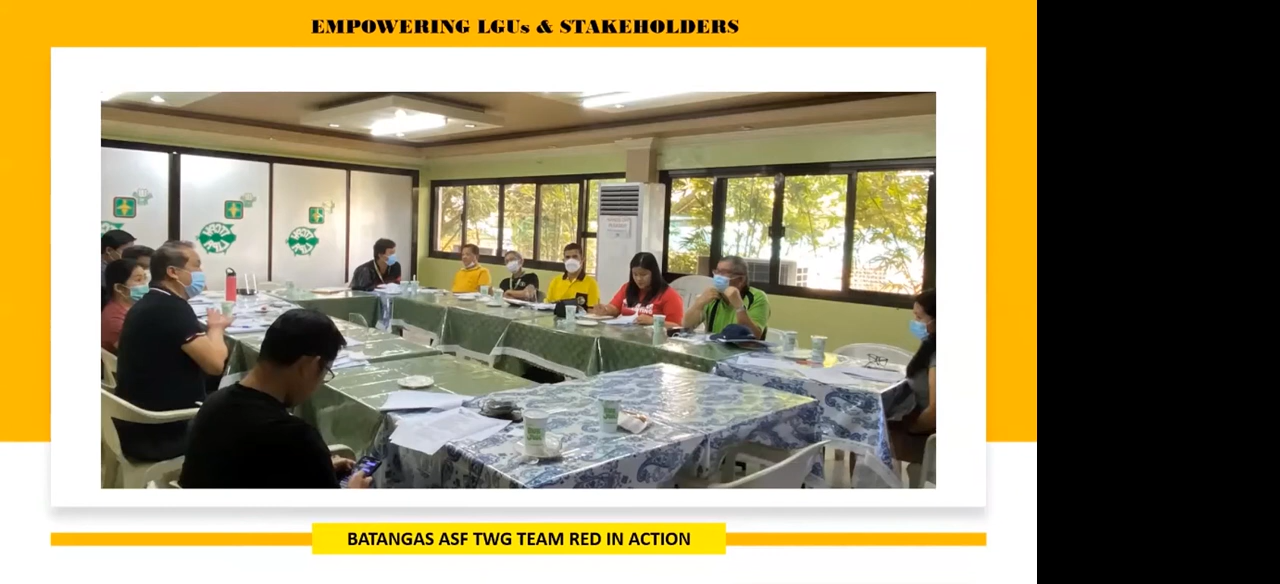 EMPOWERING LGUs & STAKEHOLDERS
BATANGAS ASF TWG TEAM RED IN ACTION